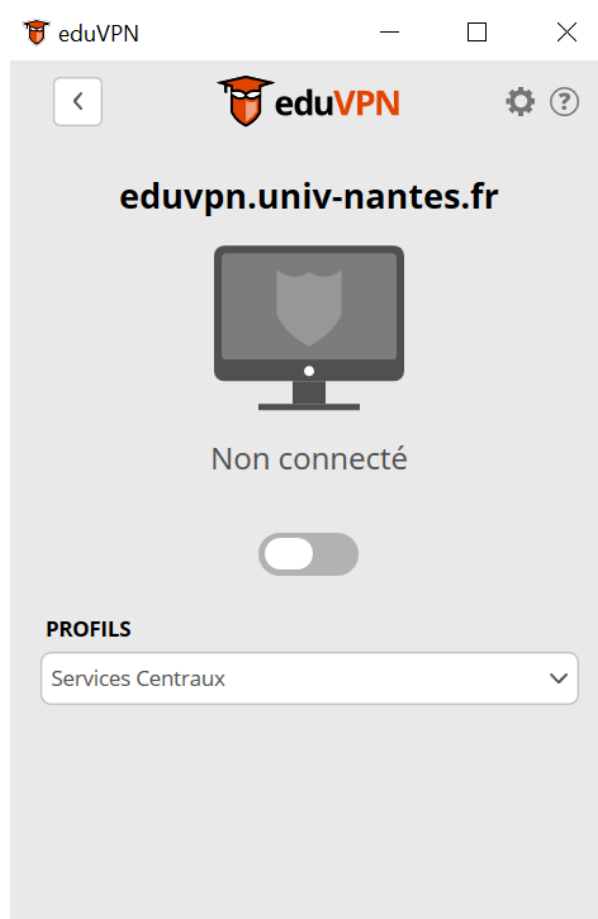 eduVPN
eduVPN
eduvpn.univ-nantes.fr
Non connecté
PROFILS
Services Centraux